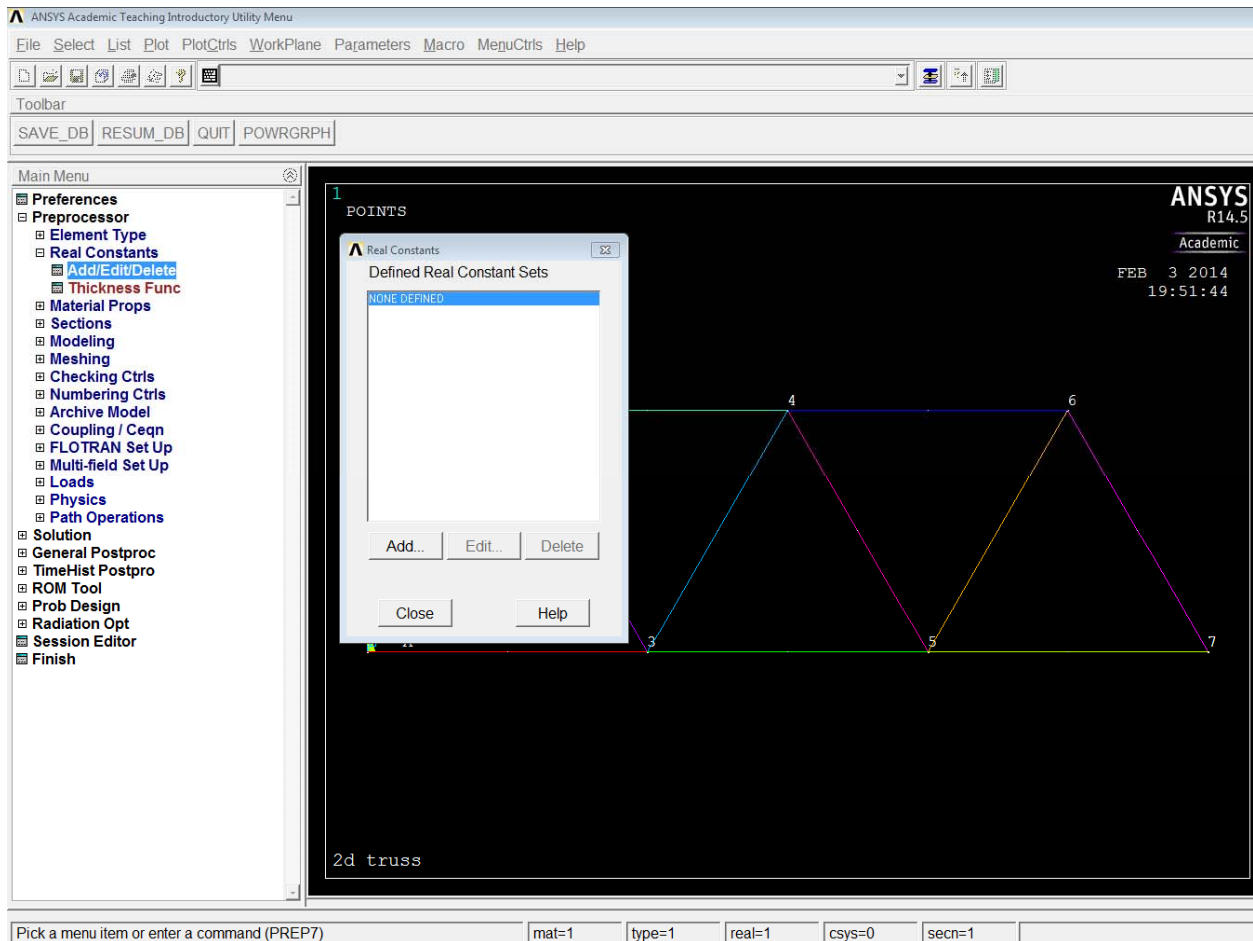 ANSYS Academic Teaching Introductory Utility Menu
File Select List Plot PlotCtrls WorkPlane Parameters Macro MenuCtrls Help
Toolbar
SAVE_DB RESUM_DB QUIT POWRGRPH
Main Menu
Preferences
Preprocessor
Element Type
Real Constants
Add/Edit/Delete
Thickness Func
Material Props
Sections
Modeling
Meshing
Checking Ctrls
Numbering Ctrls
Archive Model
Coupling / Ceqn
FLOTRAN Set Up
Multi-field Set Up
Loads
Physics
Path Operations
Solution
General Postproc
TimeHist Postpro
ROM Tool
Prob Design
Radiation Opt
Session Editor
Finish
1
POINTS
ANSYS
R14.5
Academic
FEB 3 2014
19:51:44
Real Constants
Defined Real Constant Sets
NONE DEFINED
Add... Edit... Delete
Close Help
4 6
3 5 7
2d truss
Pick a menu item or enter a command (PREP7) mat=1 type=1 real=1 csys=0 secn=1